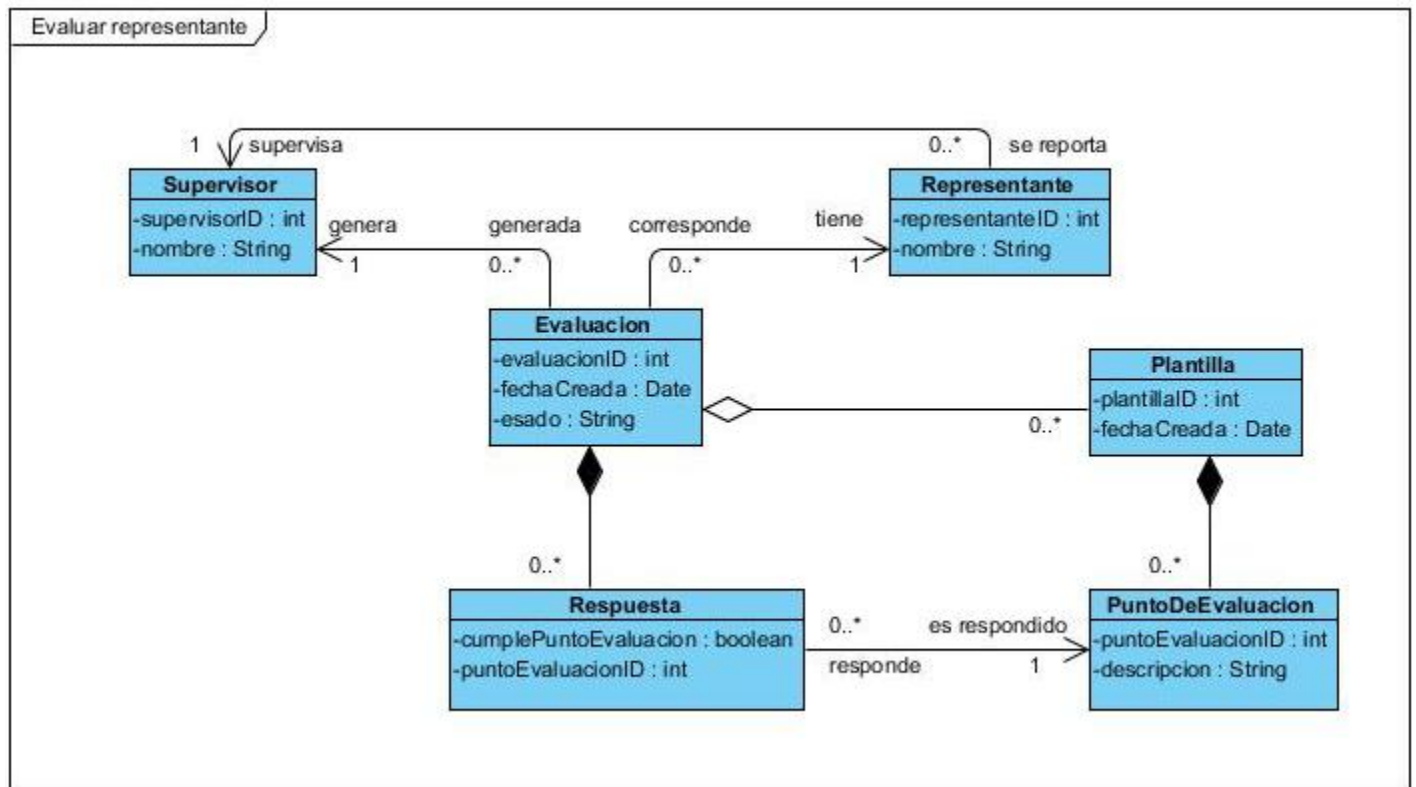 Evaluar representante
1 supervisa 0..* se reporta
Supervisor
-supervisorID : int
-nombre : String
Representante
-representanteID : int
-nombre : String
genera generada corresponde tiene
1 0..* 0..* 1
Evaluacion
-evaluacionID : int
-fechaCreada : Date
-esado : String
Plantilla
-plantillaID : int
-fechaCreada : Date
0..*
0..* 0..*
Respuesta
-cumplePuntoEvaluacion : boolean
-puntoEvaluacionID : int
0..* es respondido
responde 1
PuntoDeEvaluacion
-puntoEvaluacionID : int
-descripcion : String